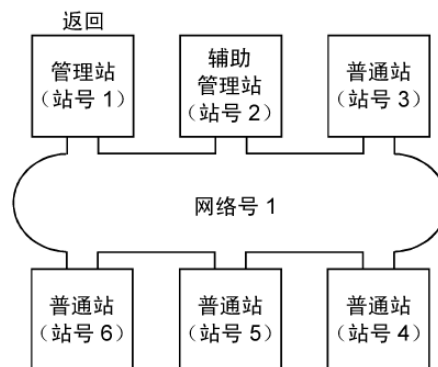 返回
管理站
（站号 1）
辅助
管理站
（站号 2）
普通站
（站号 3）
网络号 1
普通站
（站号 6）
普通站
（站号 5）
普通站
（站号 4）